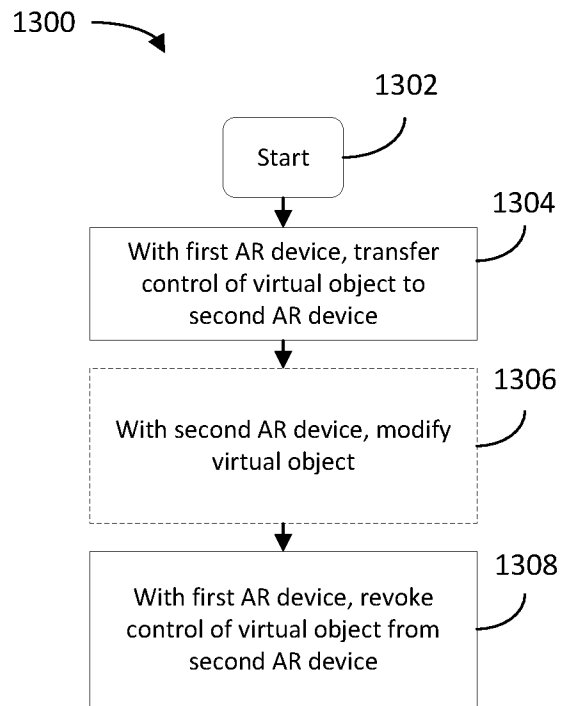 1300
1302
Start
1304
With first AR device, transfer
control of virtual object to
second AR device
1306
With second AR device, modify
virtual object
1308
With first AR device, revoke
control of virtual object from
second AR device